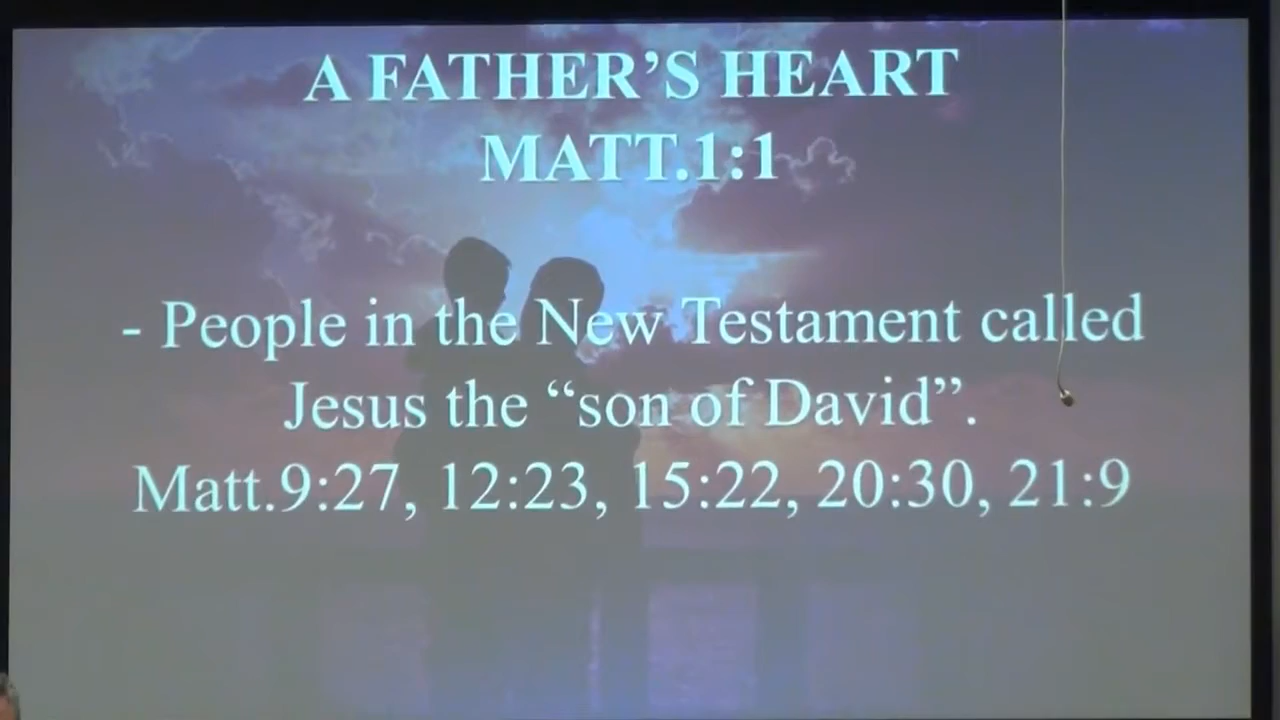 A FATHER’S HEART
MATT.1:1
- People in the New Testament called
Jesus the “son of David”.
Matt.9:27, 12:23, 15:22, 20:30, 21:9